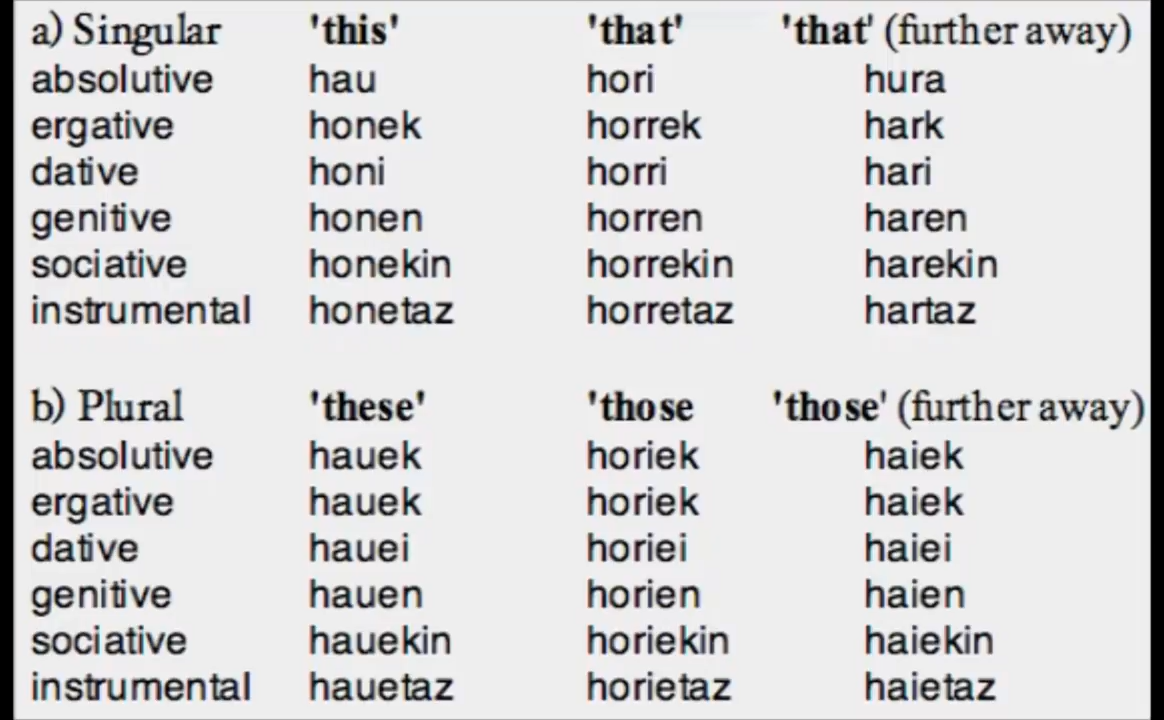 a) Singular 'this' 'that' 'that' (further away)
absolutive hau hori hura
ergative honek horrek hark
dative honi horri hari
genitive honen horren haren
sociative honekin horrekin harekin
instrumental honetaz horretaz hartaz
b) Plural 'these' 'those 'those' (further away)
absolutive hauek horiek haiek
ergative hauek horiek haiek
dative hauei horiei haiei
genitive hauen horien haien
sociative hauekin horiekin haiekin
instrumental hauetaz horietaz haietaz